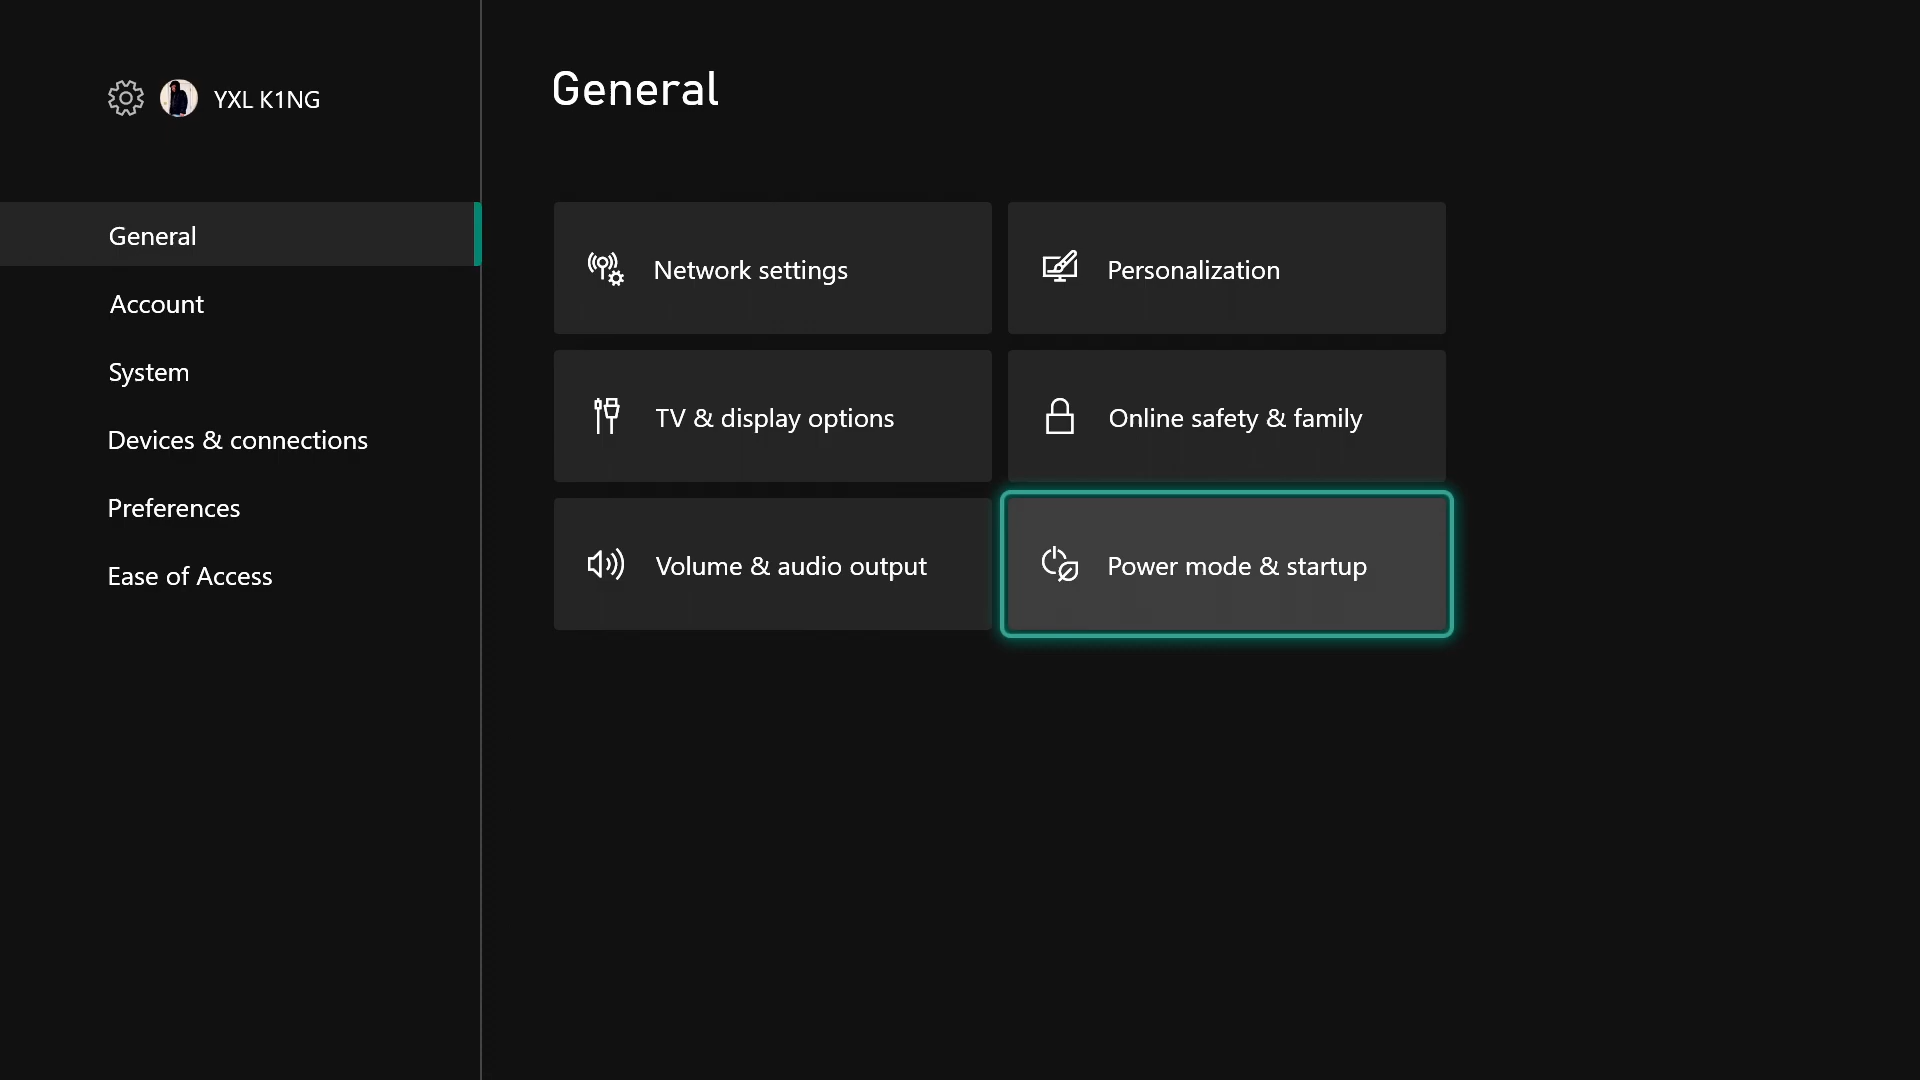 YXL K1NG
General
Account
System
Devices & connections
Preferences
Ease of Access
General
Network settings
Personalization
TV & display options
Online safety & family
Volume & audio output
Power mode & startup